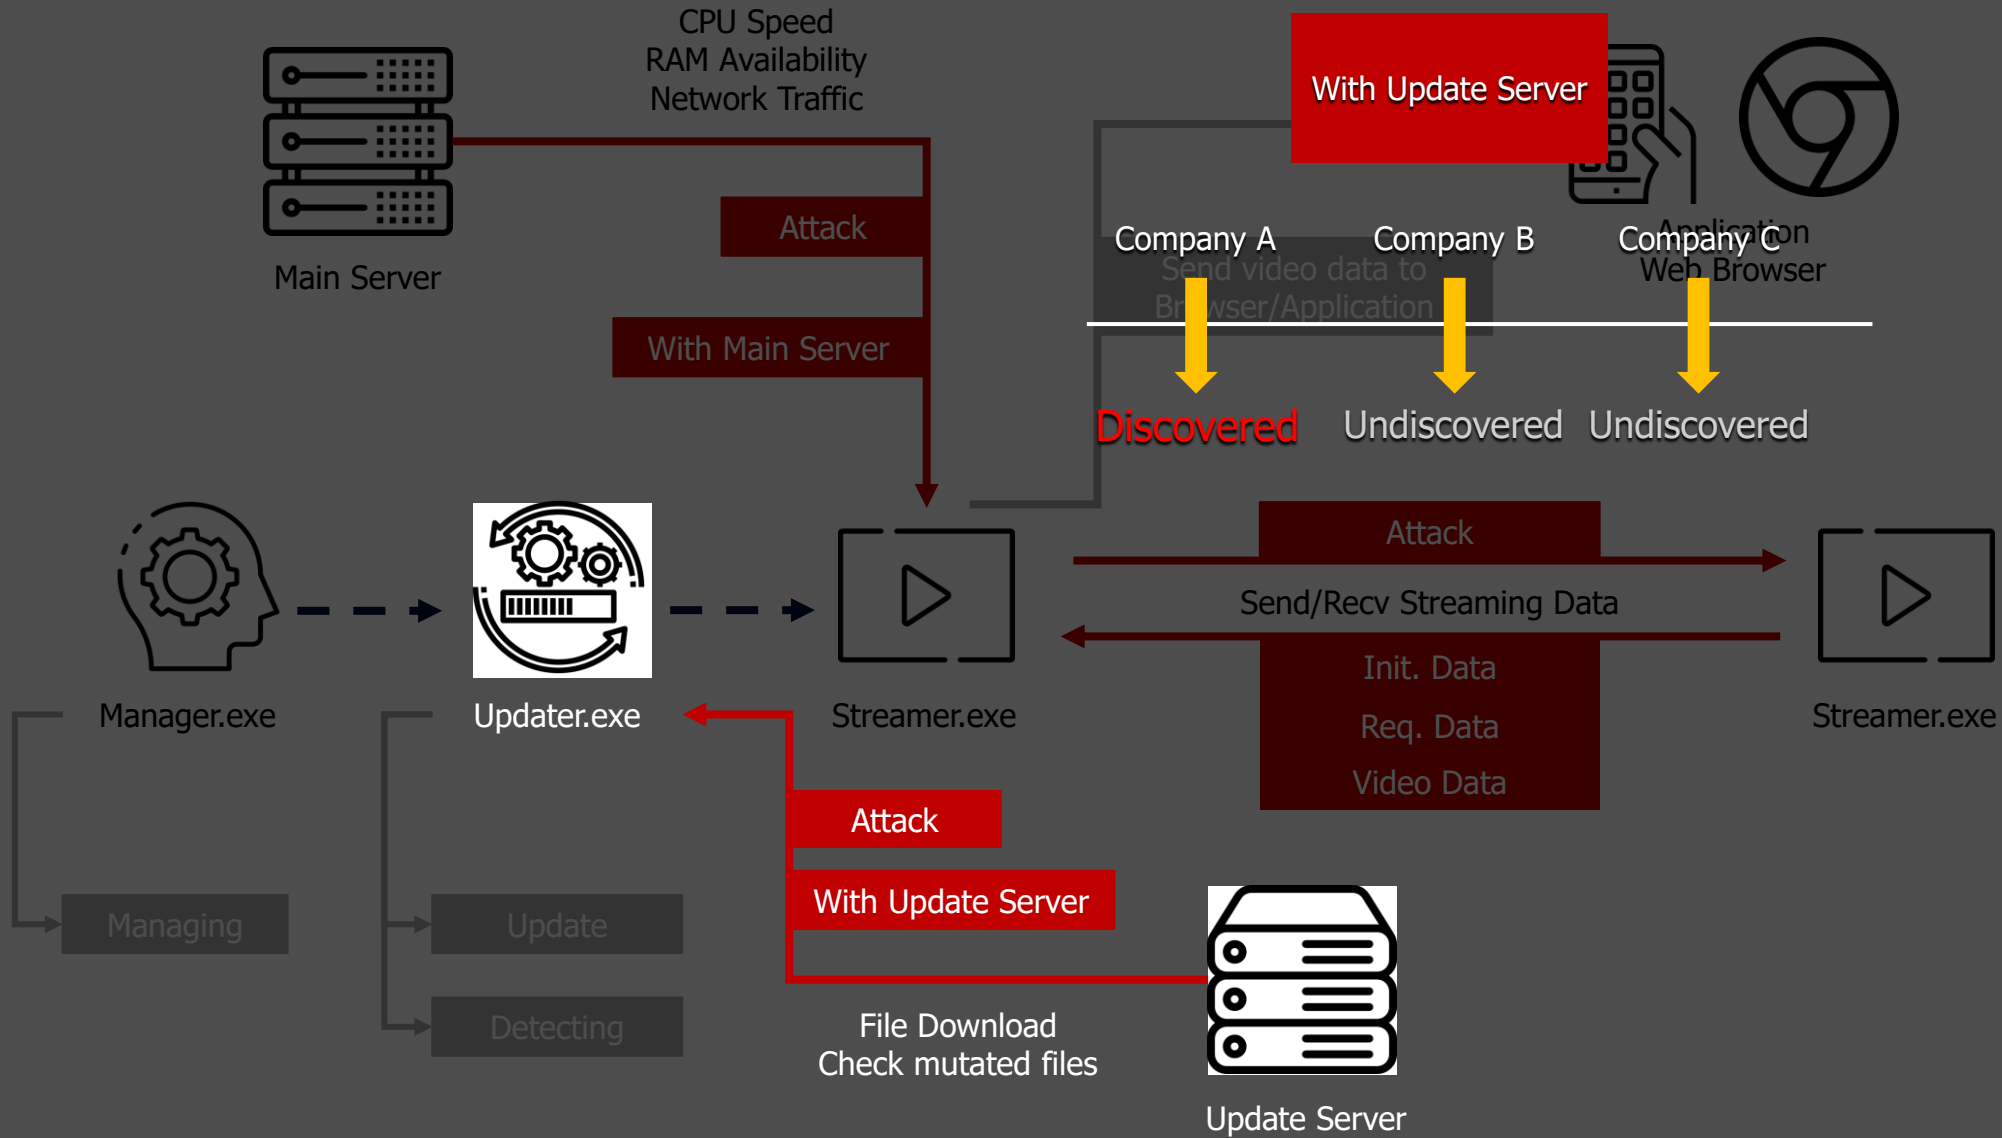 CPU Speed
RAM Availability
Network Traffic
With Update Server
Main Server
Attack
With Main Server
Company A
Company B
Company C
Application
Web Browser
Send video data to
Browser/Application
Discovered
Undiscovered
Undiscovered
Attack
Send/Recv Streaming Data
Init. Data
Req. Data
Video Data
Manager.exe
Updater.exe
Streamer.exe
Streamer.exe
Attack
With Update Server
Managing
Update
Detecting
File Download
Check mutated files
Update Server